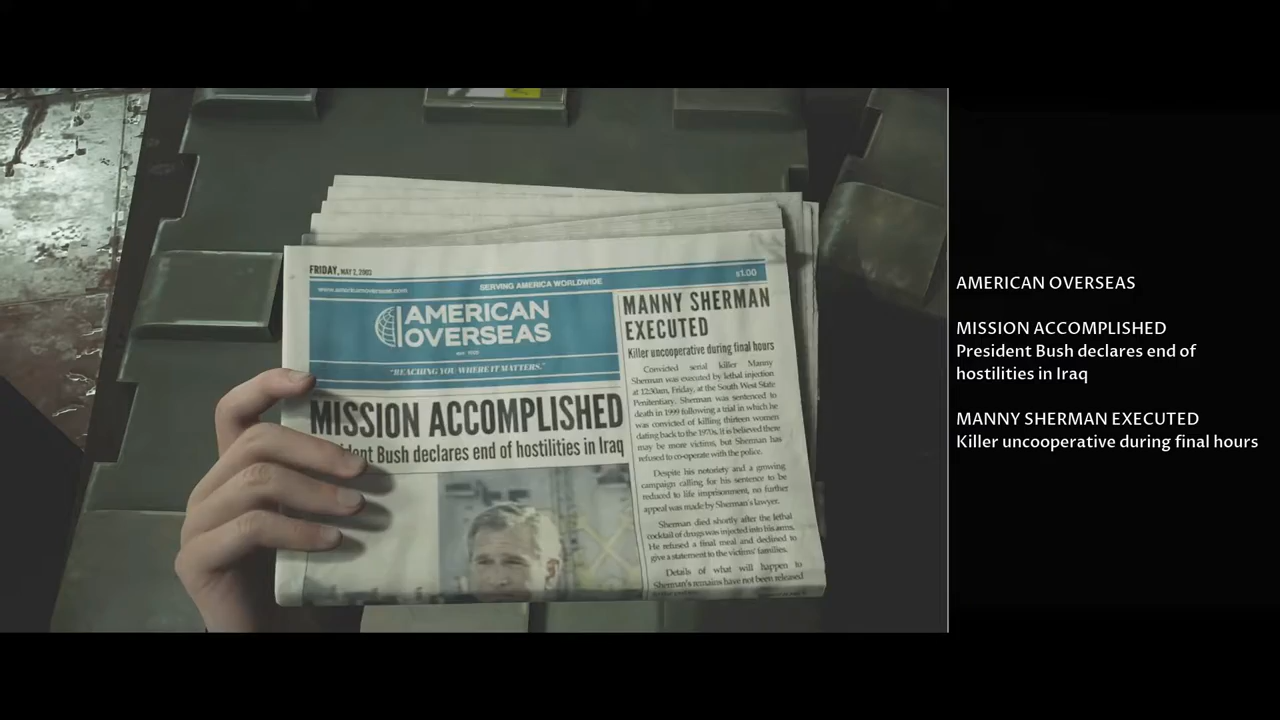 FRIDAY, MAY 2, 2003
www.americanoverseas.com
SERVING AMERICA WORLDWIDE
$1.00
AMERICAN
OVERSEAS
"REACHING YOU WHERE IT MATTERS."
MISSION ACCOMPLISHED
dent Bush declares end of hostilities in Iraq
MANNY SHERMAN
EXECUTED
Killer uncooperative during final hours
Convicted serial killer Manny
Sherman was executed by lethal injection
at 12:30am, Friday, at the South West State
Penitentiary. Sherman was sentenced to
death in 1999 following a trial in which he
was convicted of killing thirteen women
dating back to the 1970s. It is believed there
may be more victims, but Sherman has
refused to co-operate with the police.
Despite his notoriety and a growing
campaign calling for his sentence to be
reduced to life imprisonment, no further
appeal was made by Sherman's lawyer.
Sherman died shortly after the lethal
cocktail of drugs was injected into his arms.
He refused a final meal and declined to
give a statement to the victims' families.
Details of what will happen to
Sherman's remains have not been released
AMERICAN OVERSEAS
MISSION ACCOMPLISHED
President Bush declares end of
hostilities in Iraq
MANNY SHERMAN EXECUTED
Killer uncooperative during final hours